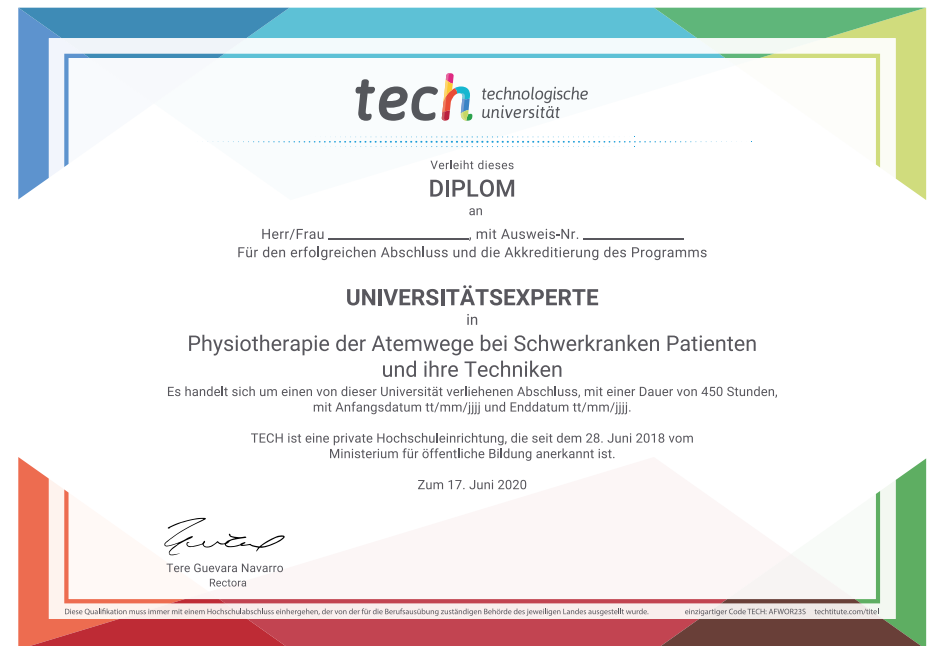 tech technologische
universität
Verleiht dieses
DIPLOM
an
Herr/Frau ____________, mit Ausweis-Nr. ____________
Für den erfolgreichen Abschluss und die Akkreditierung des Programms
UNIVERSITÄTSEXPERTE
in
Physiotherapie der Atemwege bei Schwerkranken Patienten
und ihre Techniken
Es handelt sich um einen von dieser Universität verliehenen Abschluss, mit einer Dauer von 450 Stunden,
mit Anfangsdatum tt/mm/jjjj und Enddatum tt/mm/jjjj.
TECH ist eine private Hochschuleinrichtung, die seit dem 28. Juni 2018 vom
Ministerium für öffentliche Bildung anerkannt ist.
Zum 17. Juni 2020
Tere Guevara Navarro
Rectora
Diese Qualifikation muss immer mit einem Hochschulabschluss einhergehen, der von der für die Berufsausübung zuständigen Behörde des jeweiligen Landes ausgestellt wurde. einzigartiger Code TECH: AFWOR23S techtitute.com/titel